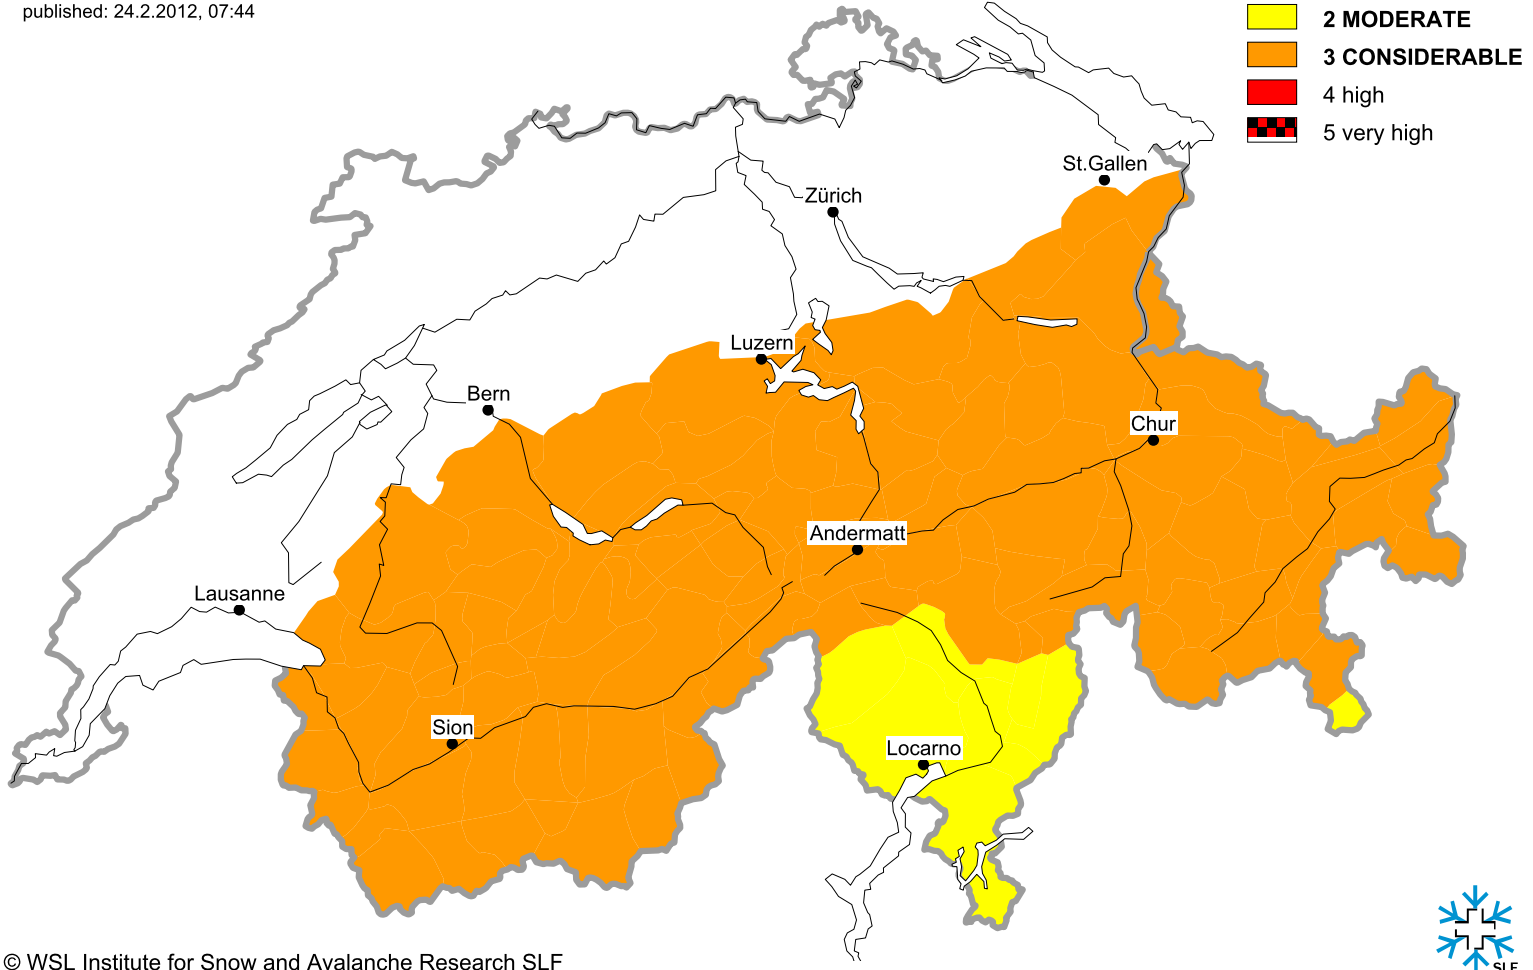 published: 24.2.2012, 07:44
2 MODERATE
3 CONSIDERABLE
4 high
5 very high
St.Gallen
Zürich
Luzern
Bern
Chur
Andermatt
Lausanne
Sion
Locarno
© WSL Institute for Snow and Avalanche Research SLF
SLF